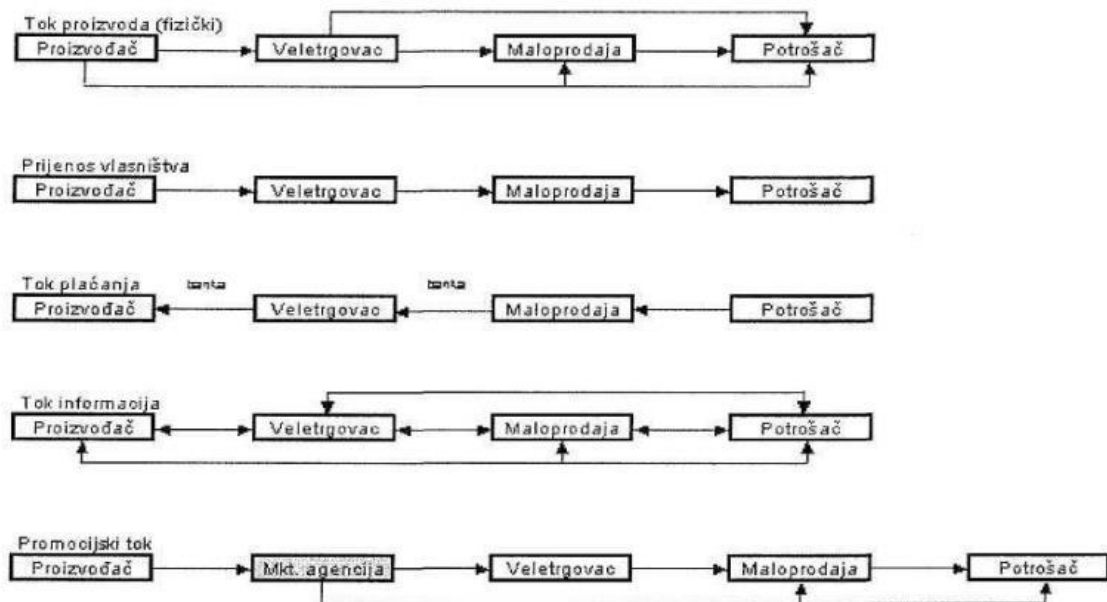 Tok proizvoda (fizički)
Proizvođač Veletrgovac Maloprodaja Potrošač
Prijenos vlasništva
Proizvođač Veletrgovac Maloprodaja Potrošač
Tok plaćanja banka banka
Proizvođač Veletrgovac Maloprodaja Potrošač
Tok informacija
Proizvođač Veletrgovac Maloprodaja Potrošač
Promocijski tok
Proizvođač Mkt. agencija Veletrgovac Maloprodaja Potrošač